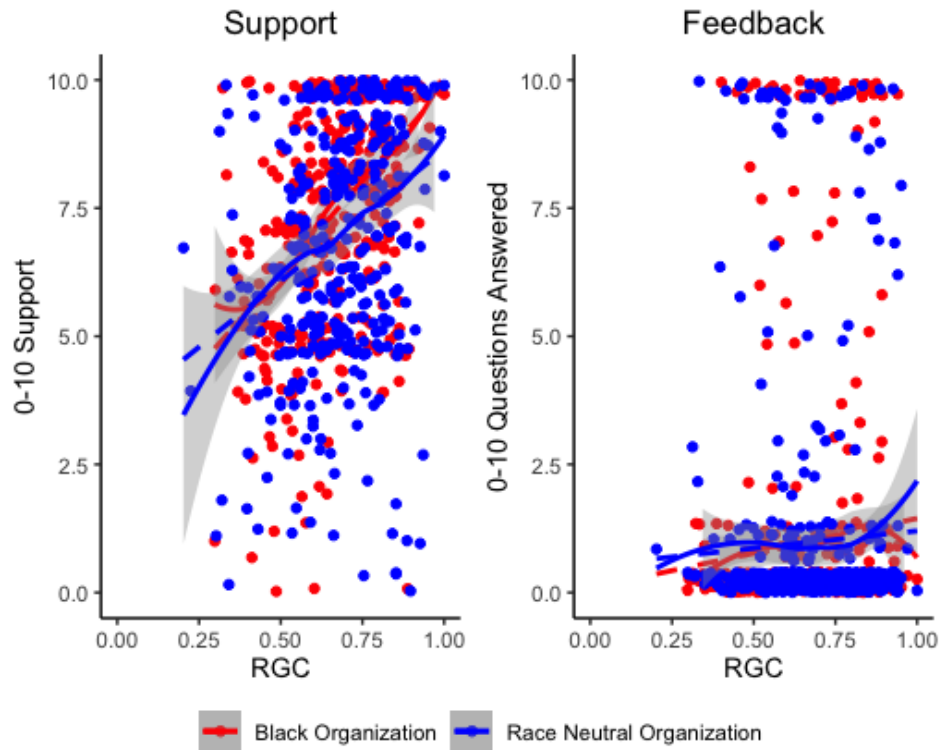 Support
Feedback
0-10 Support
10.0
7.5
5.0
2.5
0.0
0.00 0.25 0.50 0.75 1.00
RGC
0-10 Questions Answered
10.0
7.5
5.0
2.5
0.0
0.00 0.25 0.50 0.75 1.00
RGC
Black Organization
Race Neutral Organization